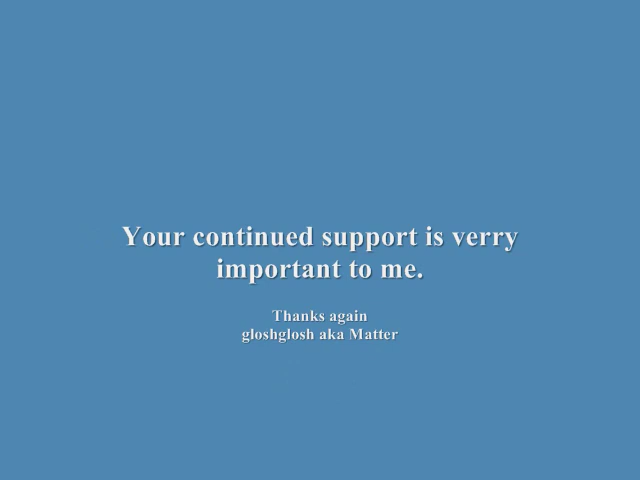 Your continued support is verry
important to me.
Thanks again
gloshglosh aka Matter